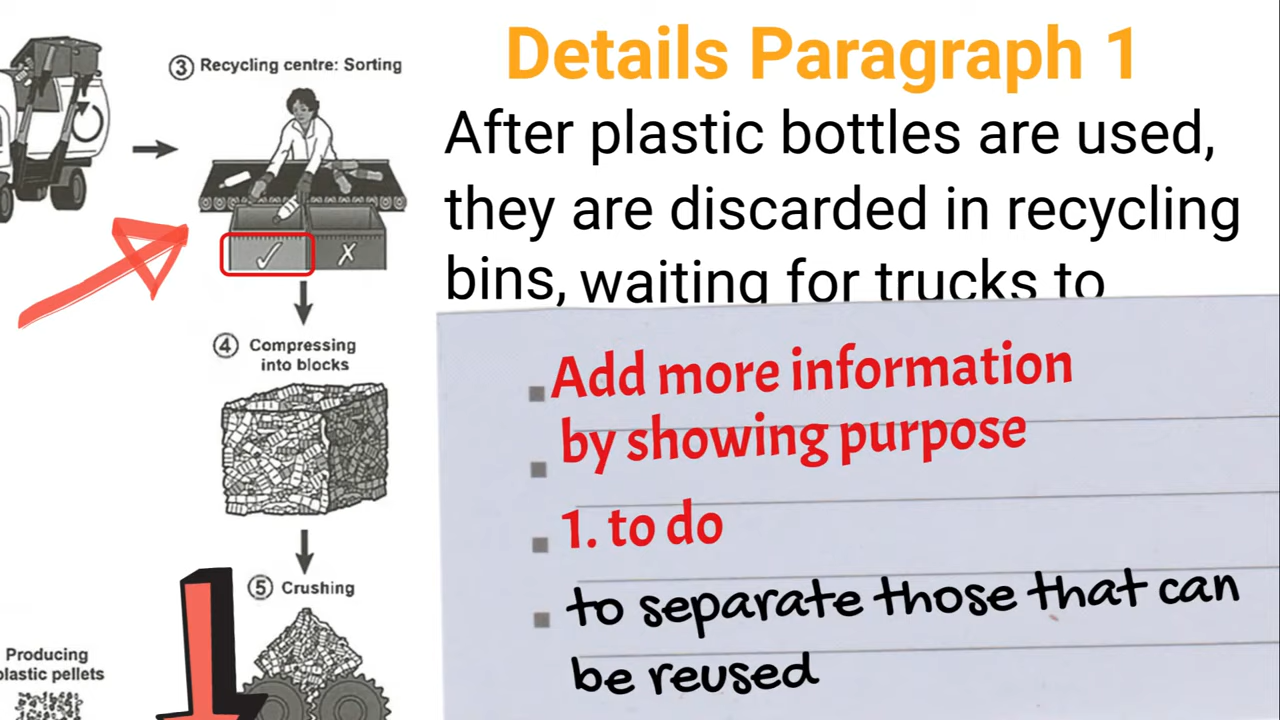 ③ Recycling centre: Sorting
✓ X
④ Compressing
into blocks
⑤ Crushing
Producing
plastic pellets
Details Paragraph 1
After plastic bottles are used,
they are discarded in recycling
bins, waiting for trucks to
Add more information
by showing purpose
1. to do
to separate those that can
be reused